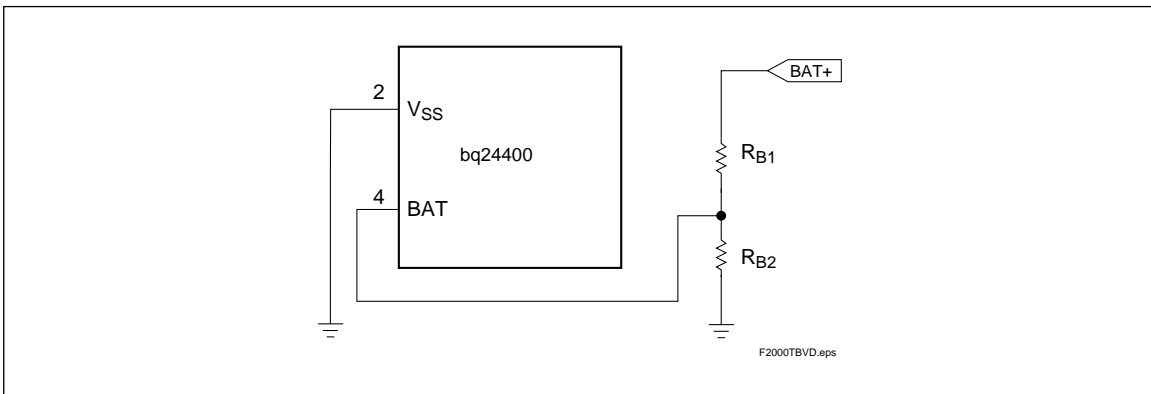 BAT+
2
VSS
RB1
bq24400
4
BAT
RB2
F2000TBVD.eps